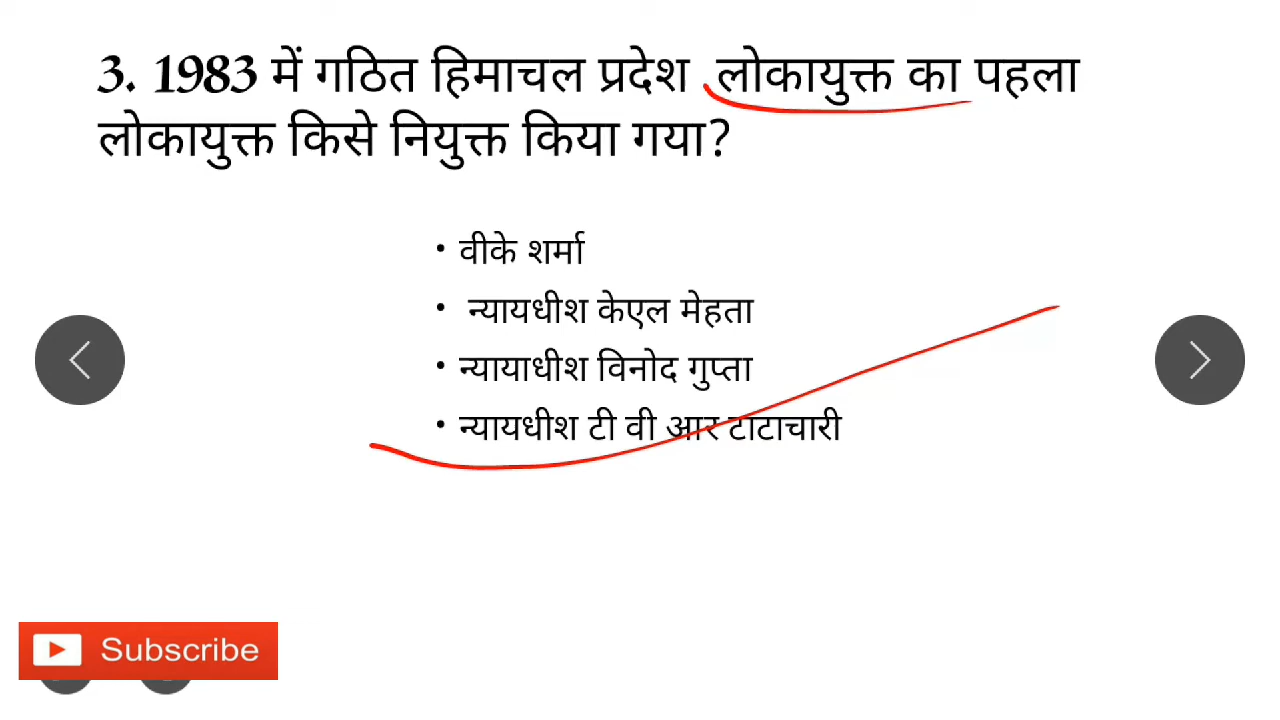 3. 1983 में गठित हिमाचल प्रदेश लोकायुक्त का पहला
लोकायुक्त किसे नियुक्त किया गया?
• वीके शर्मा
• न्यायधीश केएल मेहता
• न्यायाधीश विनोद गुप्ता
• न्यायधीश टी वी आर टाटाचारी
Subscribe